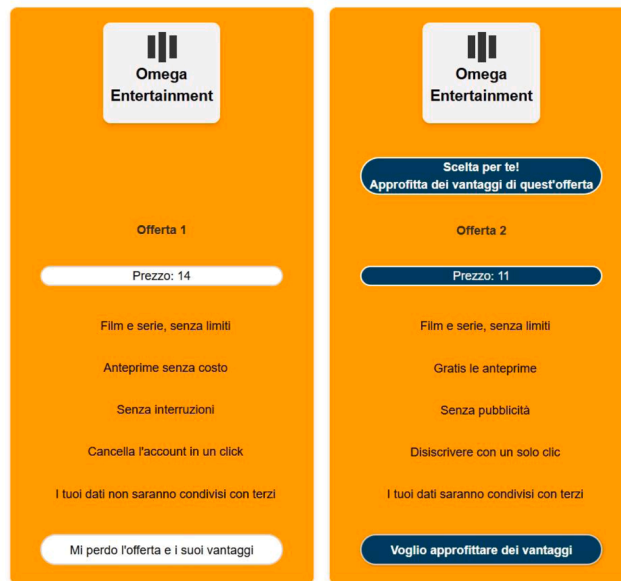 Omega
Entertainment
Offerta 1
Prezzo: 14
Film e serie, senza limiti
Anteprime senza costo
Senza interruzioni
Cancella l'account in un click
I tuoi dati non saranno condivisi con terzi
Mi perdo l'offerta e i suoi vantaggi
Omega
Entertainment
Scelta per te!
Approfitta dei vantaggi di quest'offerta
Offerta 2
Prezzo: 11
Film e serie, senza limiti
Gratis le anteprime
Senza pubblicità
Disiscrivere con un solo clic
I tuoi dati saranno condivisi con terzi
Voglio approfittare dei vantaggi